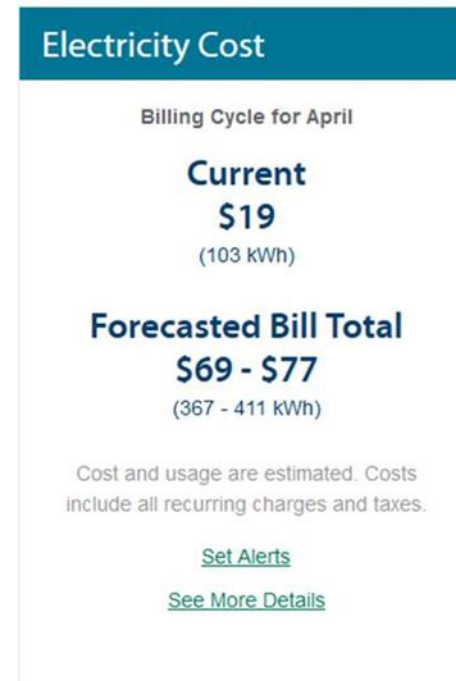 Electricity Cost
Billing Cycle for April
Current
$19
(103 kWh)
Forecasted Bill Total
$69 - $77
(367 - 411 kWh)
Cost and usage are estimated. Costs
include all recurring charges and taxes.
Set Alerts
See More Details